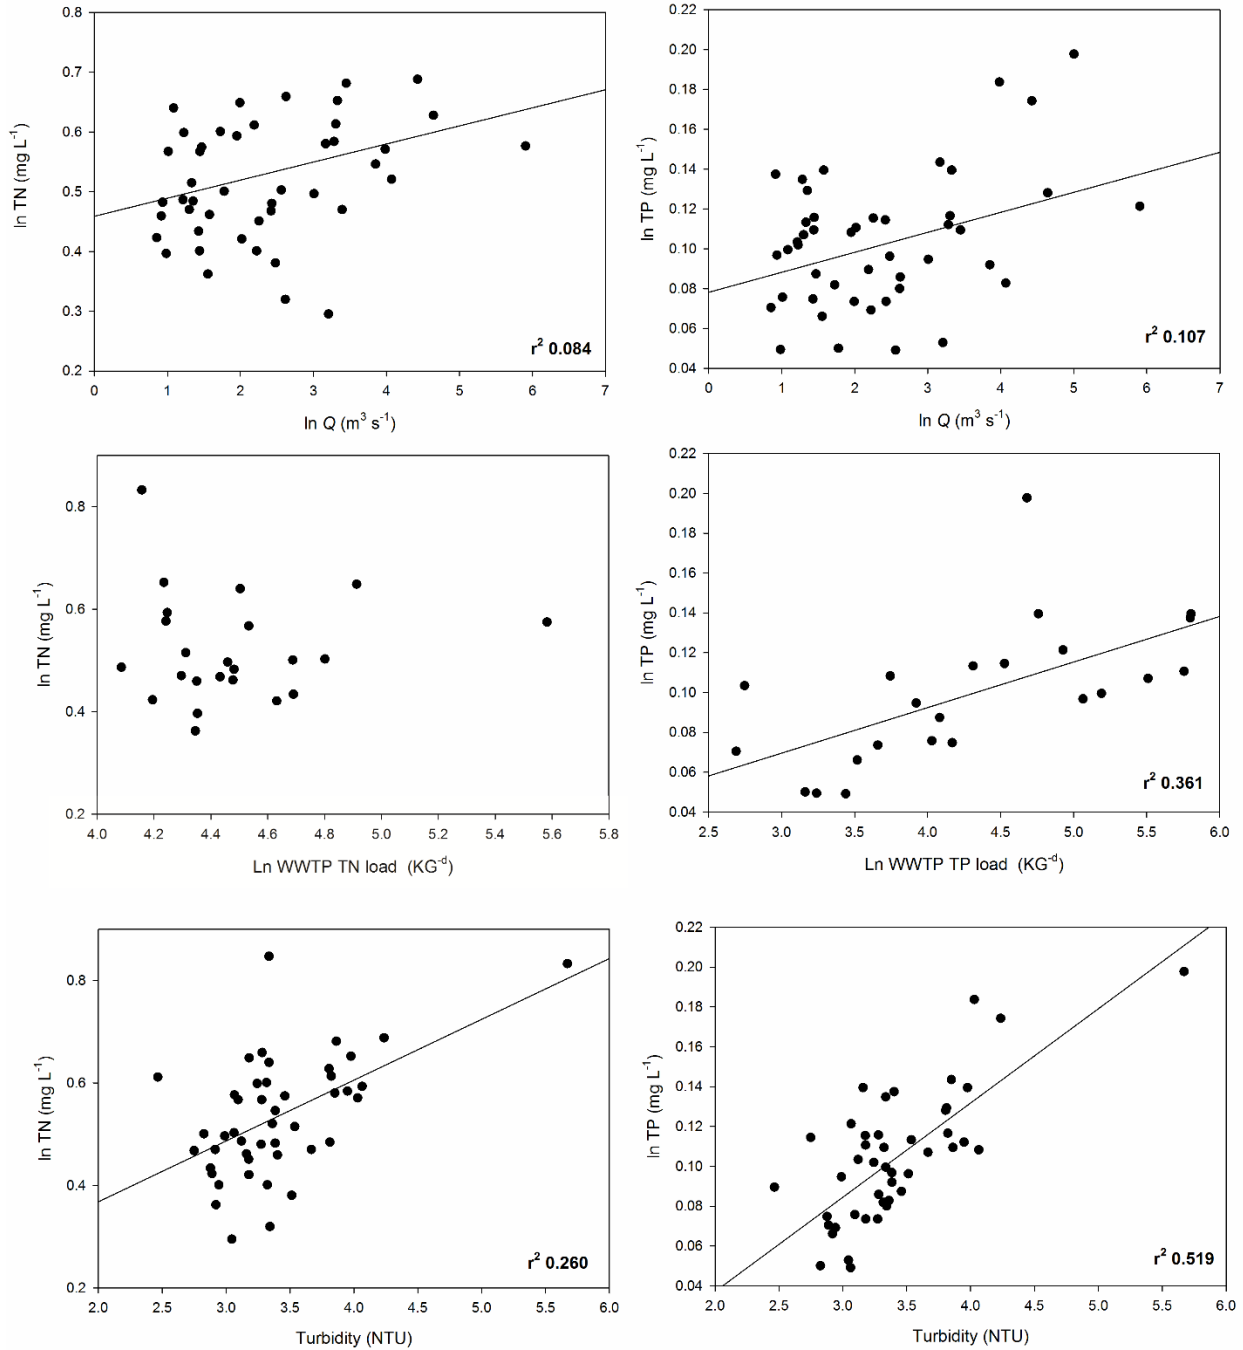 0.8
0.7
0.6
0.5
0.4
0.3
0.2
ln TN (mg L⁻¹)
r² 0.084
0 1 2 3 4 5 6 7
ln Q (m³ s⁻¹)
0.22
0.20
0.18
0.16
0.14
0.12
0.10
0.08
0.06
0.04
ln TP (mg L⁻¹)
r² 0.107
0 1 2 3 4 5 6 7
ln Q (m³ s⁻¹)
0.8
0.6
0.4
0.2
ln TN (mg L⁻¹)
4.0 4.2 4.4 4.6 4.8 5.0 5.2 5.4 5.6 5.8
Ln WWTP TN load (KG⁻ᵈ)
0.22
0.20
0.18
0.16
0.14
0.12
0.10
0.08
0.06
0.04
ln TP (mg L⁻¹)
r² 0.361
2.5 3.0 3.5 4.0 4.5 5.0 5.5 6.0
Ln WWTP TP load (KG⁻ᵈ)
0.8
0.6
0.4
0.2
ln TN (mg L⁻¹)
r² 0.260
2.0 2.5 3.0 3.5 4.0 4.5 5.0 5.5 6.0
Turbidity (NTU)
0.22
0.20
0.18
0.16
0.14
0.12
0.10
0.08
0.06
0.04
ln TP (mg L⁻¹)
r² 0.519
2.0 2.5 3.0 3.5 4.0 4.5 5.0 5.5 6.0
Turbidity (NTU)